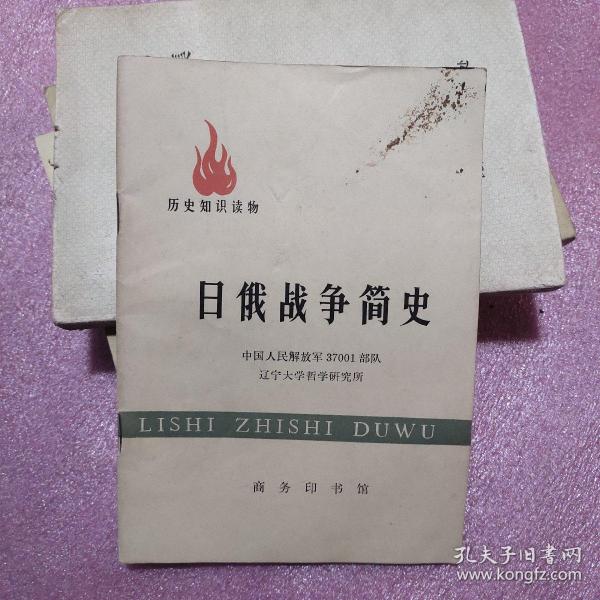 历史知识读物
日俄战争简史
中国人民解放军37001部队
辽宁大学哲学研究所
LISHI ZHISHI DUWU
商务印书馆
孔夫子旧书网
www.kongfz.com